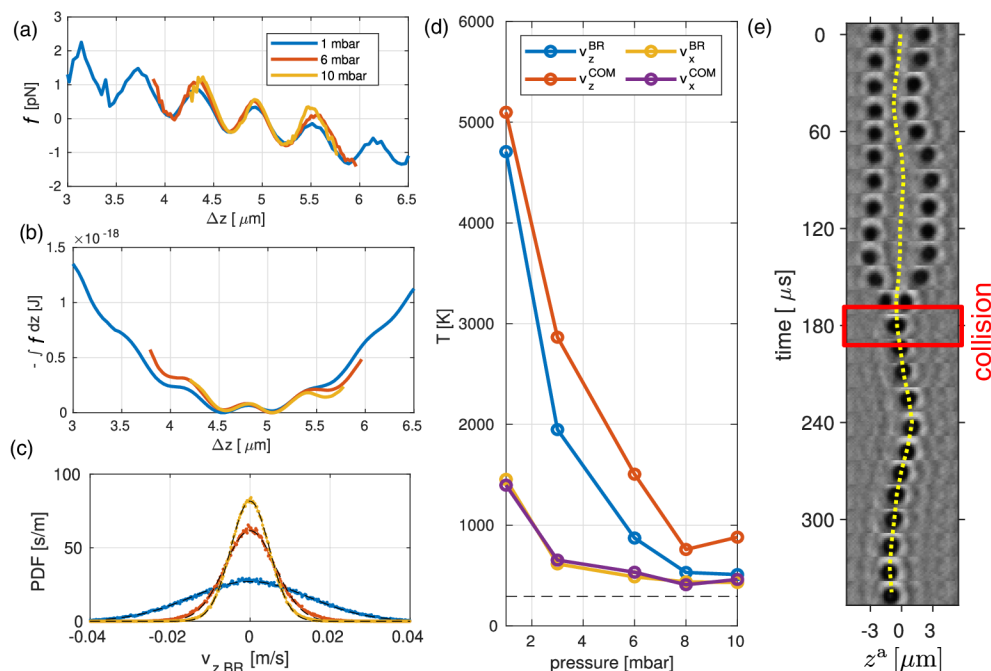 (a)
f [pN]
3
2
1
0
-1
-2
1 mbar
6 mbar
10 mbar
3 3.5 4 4.5 5 5.5 6 6.5
Δz [ μm]
(b)
×10⁻¹⁸
- ∫ f dz [J]
1.5
1
0.5
0
3 3.5 4 4.5 5 5.5 6 6.5
Δz [ μm]
(c)
PDF [s/m]
100
50
0
-0.04 -0.02 0 0.02 0.04
v z,BR [m/s]
(d)
T [K]
6000
5000
4000
3000
2000
1000
0
v z BR v x BR
v z COM v x COM
2 4 6 8 10
pressure [mbar]
(e)
-3 0 3
time [ μs]
0
60
120
180
240
300
collision
-3 0 3
zᵃ [μm]